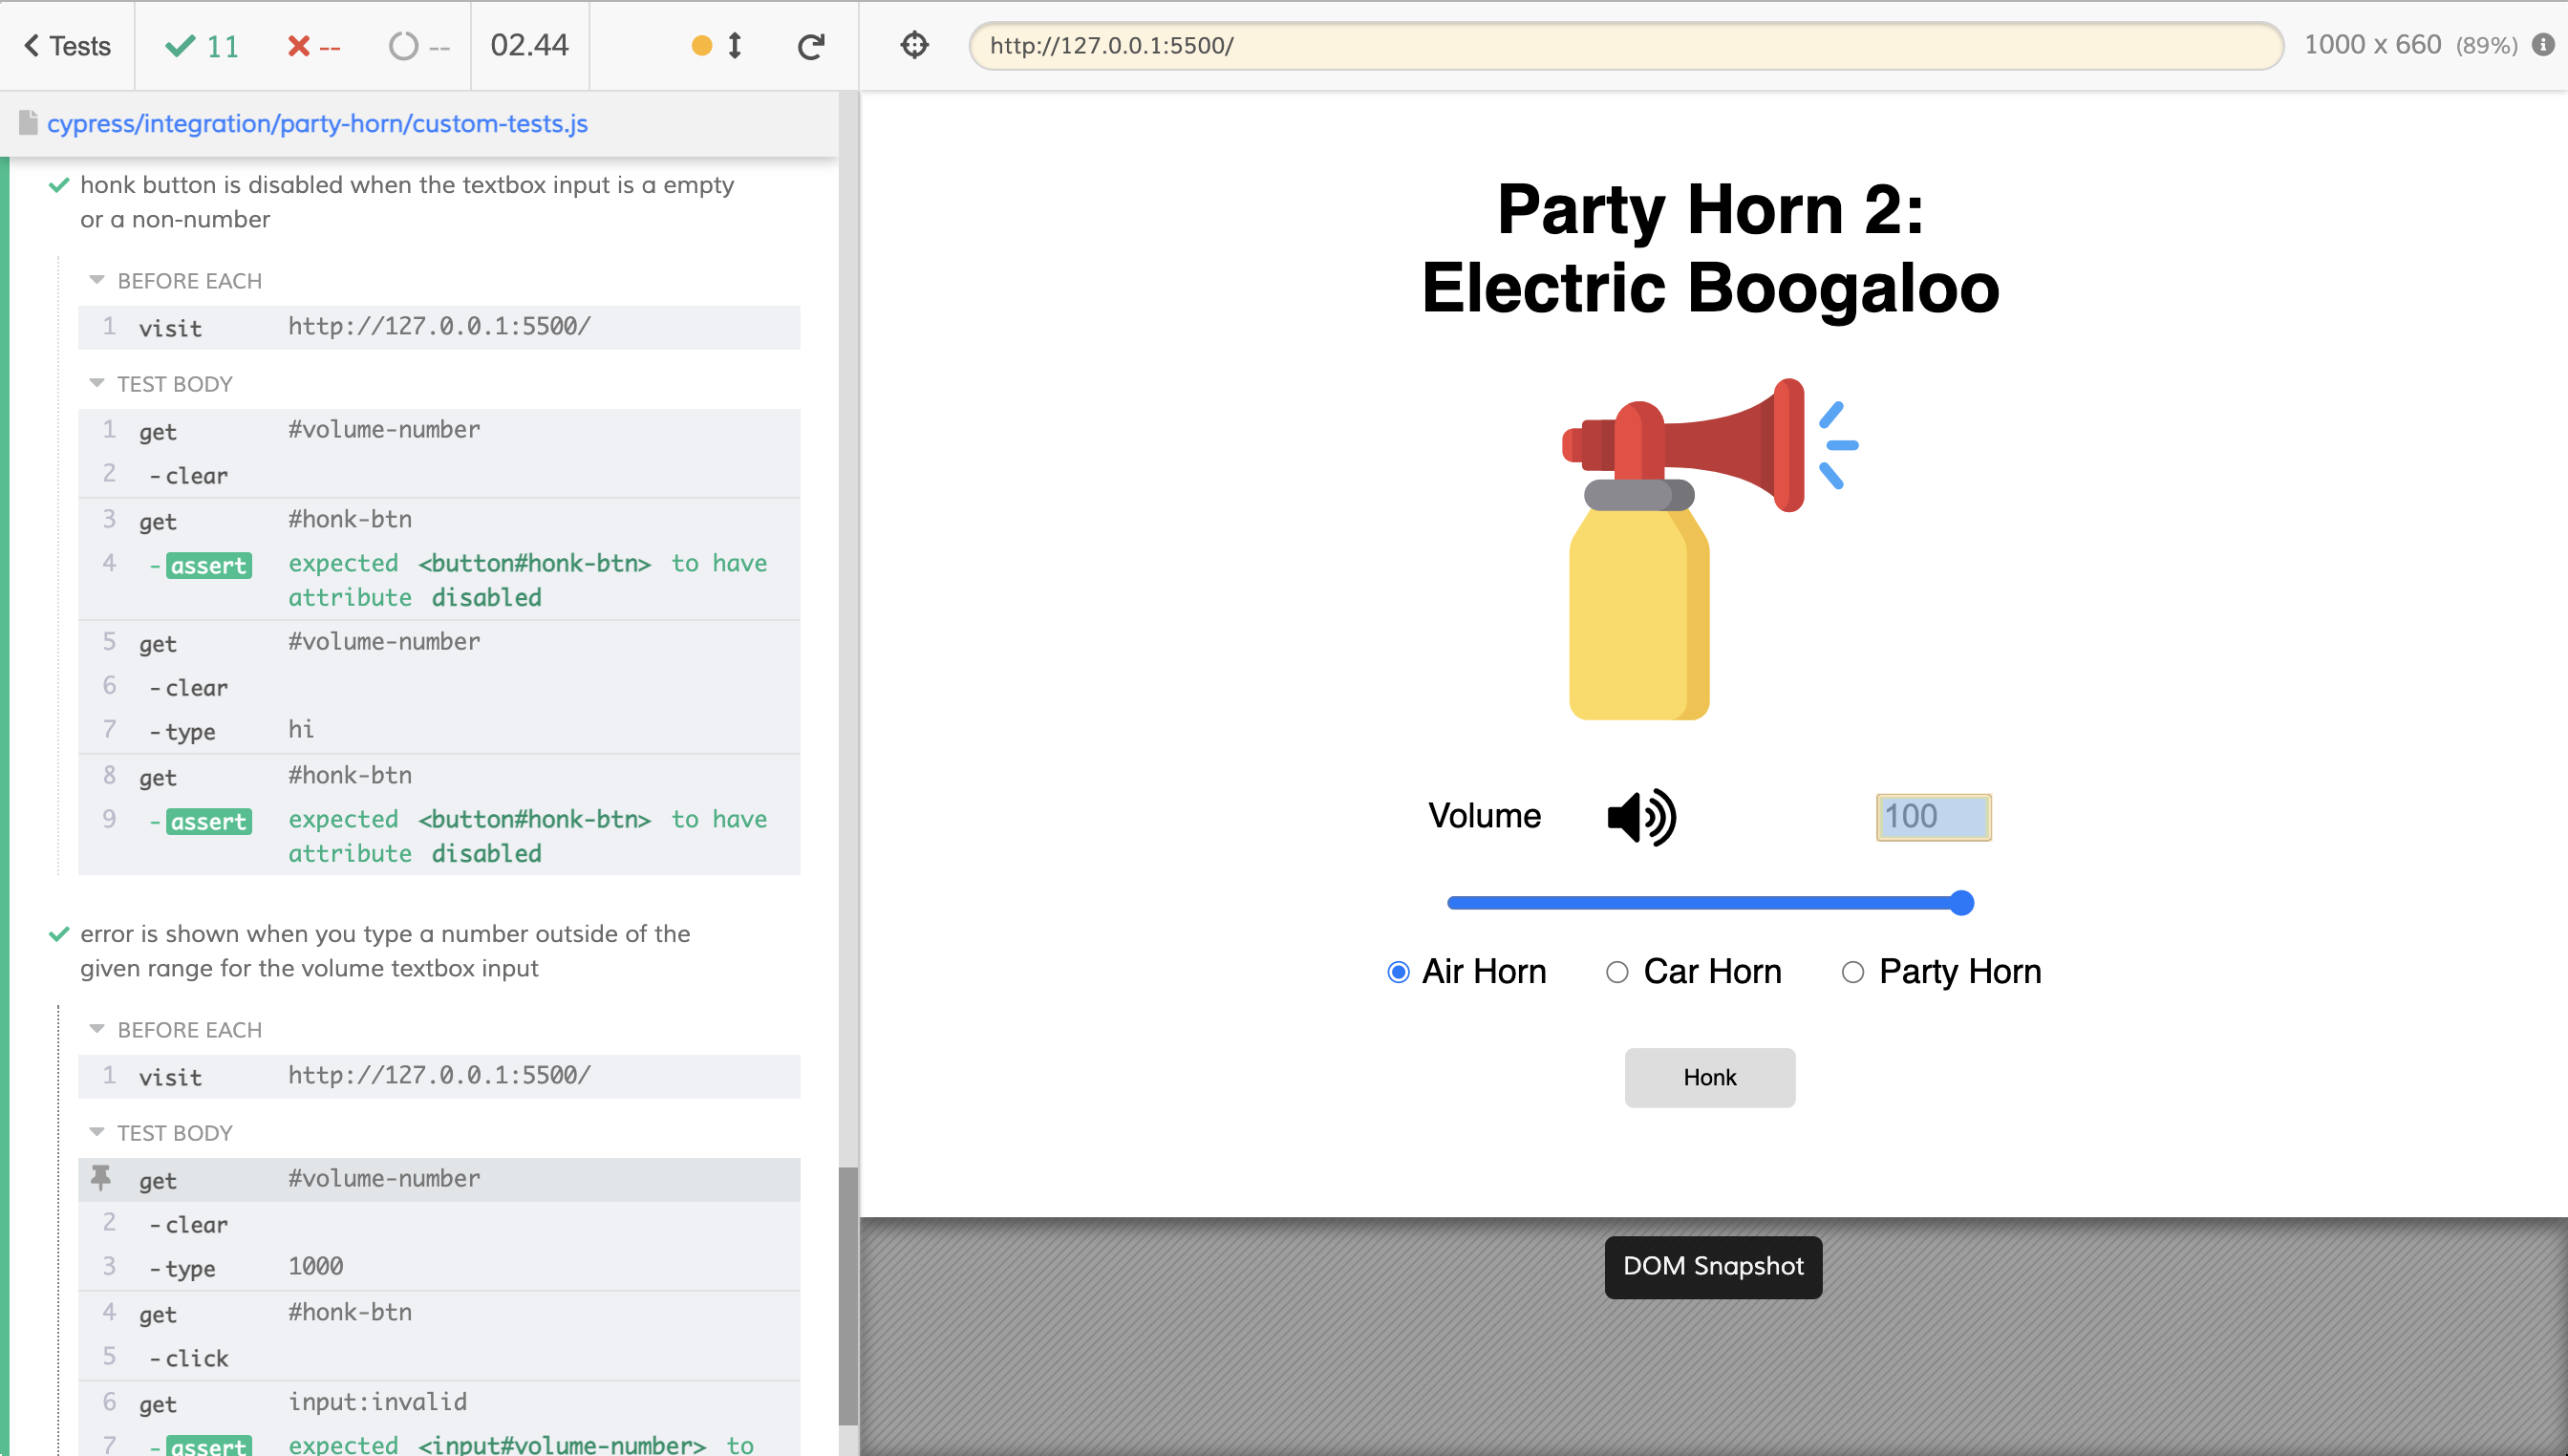 Tests
11
--
--
02.44
http://127.0.0.1:5500/
1000 x 660 (89%)
cypress/integration/party-horn/custom-tests.js
honk button is disabled when the textbox input is a empty
or a non-number
BEFORE EACH
1 visit http://127.0.0.1:5500/
TEST BODY
1 get #volume-number
2 -clear
3 get #honk-btn
4 -assert expected <button#honk-btn> to have
attribute disabled
5 get #volume-number
6 -clear
7 -type hi
8 get #honk-btn
9 -assert expected <button#honk-btn> to have
attribute disabled
error is shown when you type a number outside of the
given range for the volume textbox input
BEFORE EACH
1 visit http://127.0.0.1:5500/
TEST BODY
get #volume-number
2 -clear
3 -type 1000
4 get #honk-btn
5 -click
6 get input:invalid
7 -assert expected <input#volume-number> to
Party Horn 2:
Electric Boogaloo
Volume
100
Air Horn
Car Horn
Party Horn
Honk
DOM Snapshot